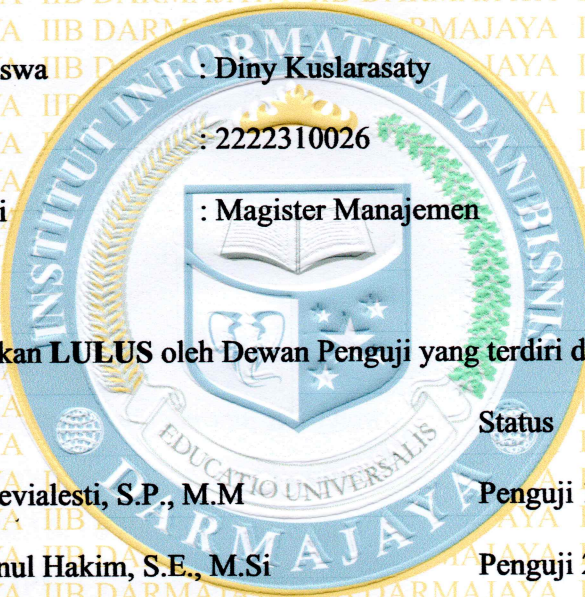 swa : Diny Kuslarasaty
: 2222310026
i : Magister Manajemen
kan LULUS oleh Dewan Penguji yang terdiri d
Status
evialesti, S.P., M.M Penguji
nul Hakim, S.E., M.Si Penguji 2
INSTITUT INFORMATIKA DAN BISNIS
EDUCATIO UNIVERSALIS
DARMAJAYA
IIB DARMAJAYA